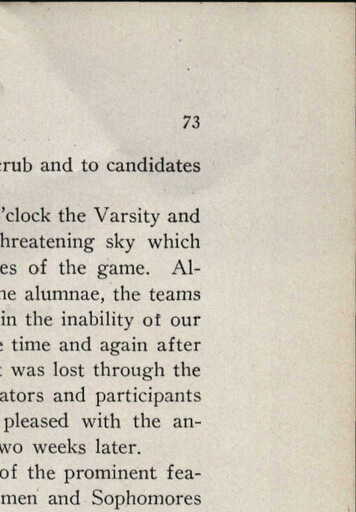 73
crub and to candidates
'clock the Varsity and
hreatening sky which
es of the game. Al-
he alumnae, the teams
in the inability of our
e time and again after
t was lost through the
ators and participants
pleased with the an-
wo weeks later.
of the prominent fea-
men and Sophomores